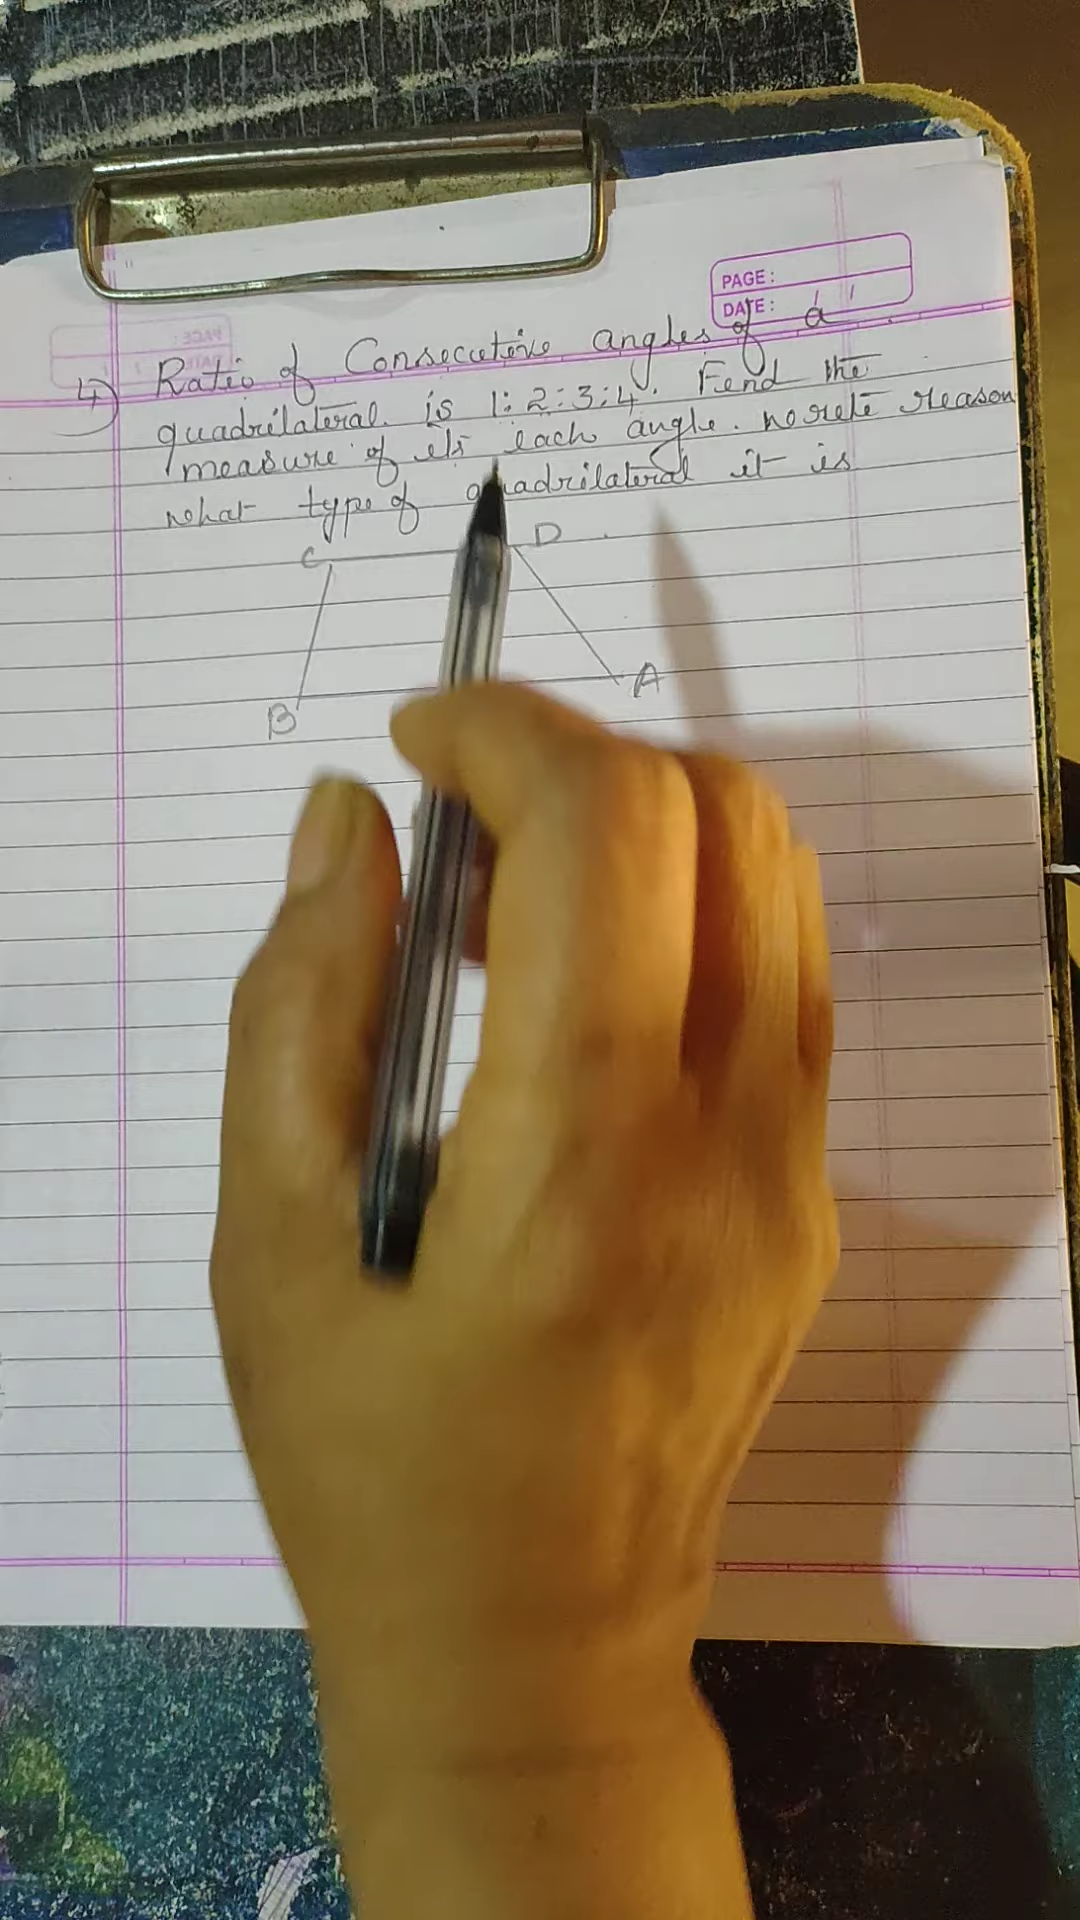 PAGE:
DATE:
4) Ratio of Consecutive angles of a
quadrilateral is 1:2:3:4. Find the
measure of its each angle. write reason
what type of quadrilateral it is
C D
B A